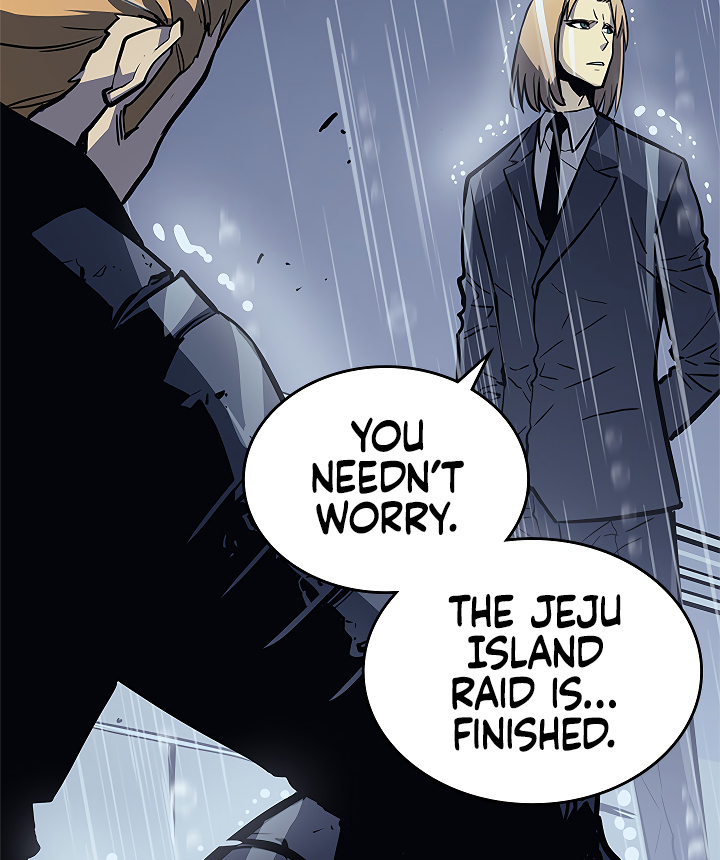 YOU
NEEDN'T
WORRY.
THE JEJU
ISLAND
RAID IS...
FINISHED.